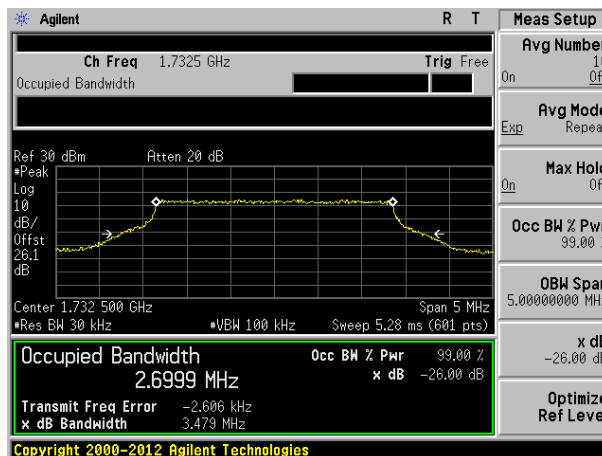 Agilent R T Meas Setup
Avg Number
On
Ch Freq 1.7325 GHz Trig Free
Occupied Bandwidth
Avg Mode
Exp
Max Hold
On
Ref 30 dBm Atten 20 dB
#Peak
Log
10
dB/
Offst
26.1
dB
Occ BW % Pwr
99.00
OBW Span
5.00000000 MHz
Center 1.732 500 GHz Span 5 MHz
#Res BW 30 kHz #VBW 100 kHz Sweep 5.28 ms (601 pts)
x dB
-26.00 dB
Occupied Bandwidth Occ BW % Pwr 99.00 %
2.6999 MHz x dB -26.00 dB
Transmit Freq Error -2.606 kHz
x dB Bandwidth 3.479 MHz
Optimize
Ref Level
Copyright 2000-2012 Agilent Technologies